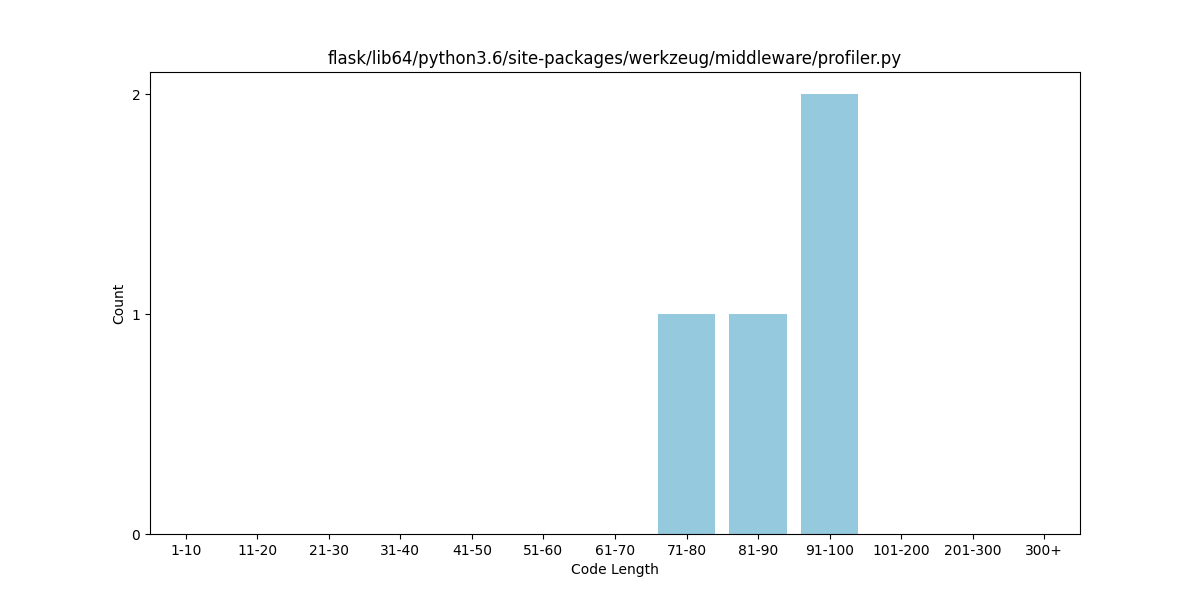 flask/lib64/python3.6/site-packages/werkzeug/middleware/profiler.py
Count
2
1
0
1-10 11-20 21-30 31-40 41-50 51-60 61-70 71-80 81-90 91-100 101-200 201-300 300+
Code Length